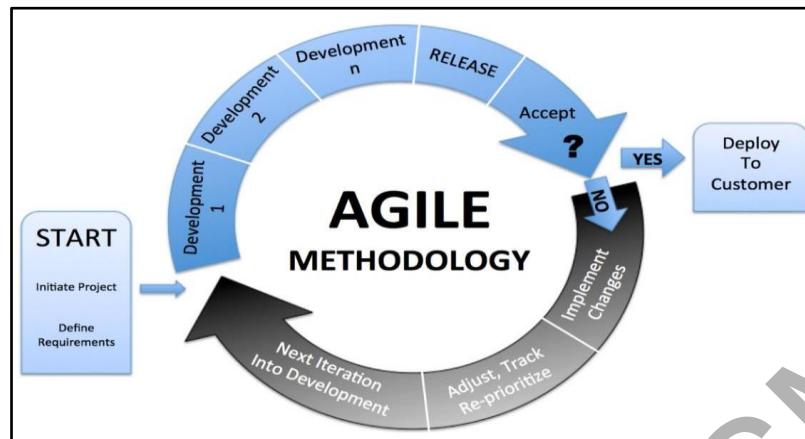 START
Initiate Project
Define
Requirements
Development
1
Development
2
Development
n
RELEASE
Accept
?
YES
Deploy
To
Customer
NO
Implement
Changes
Adjust, Track
Re-prioritize
Next Iteration
Into Development
AGILE
METHODOLOGY